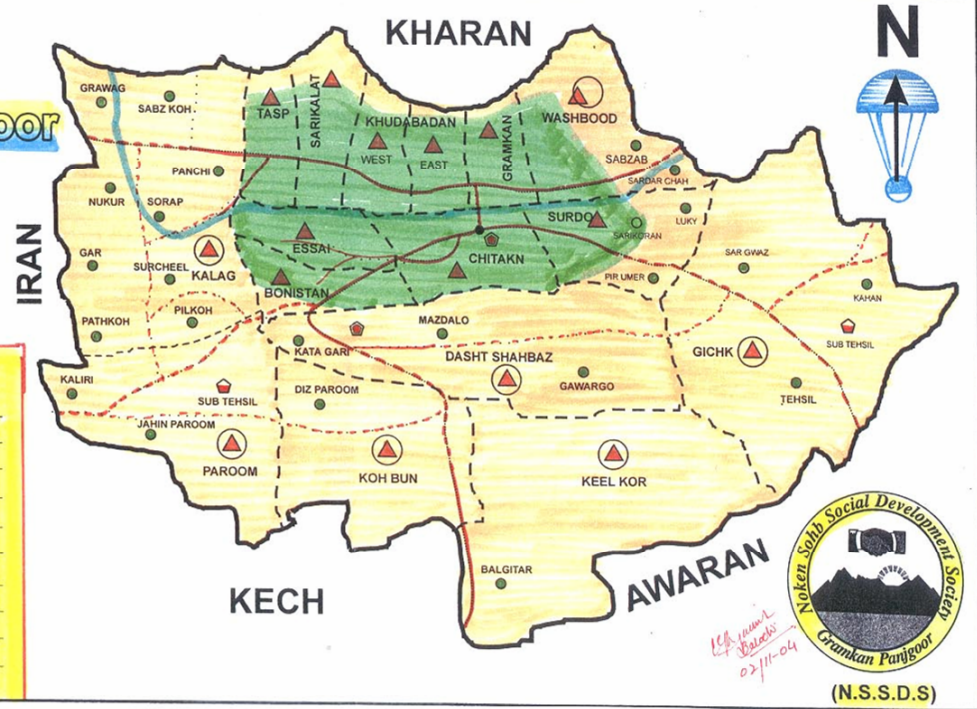 KHARAN
N
oor
GRAWAG
SABZ KOH
TASP
SARIKALAT
KHUDABADAN
WEST
EAST
GRAMKAN
WASHBOOD
SABZAB
SARDAR CHAH
PANCHI
NUKUR
SORAP
LUKY
SURDO
SARIKORAN
IRAN
GAR
SURCHEEL
KALAG
ESSAI
CHITAKN
BONISTAN
PIR UMER
SAR GWAZ
KAHAN
PATHKOH
PILKOH
KATA GARI
MAZDALO
DASHT SHAHBAZ
GICHK
SUB TEHSIL
KALIRI
SUB TEHSIL
DIZ PAROOM
GAWARGO
TEHSIL
JAHIN PAROOM
PAROOM
KOH BUN
KEEL KOR
BALGITAR
KECH
AWARAN
Noken Sohb Social Development Society
Gramkan Panjgoor
(N.S.S.D.S)
Baloch
02/11-04